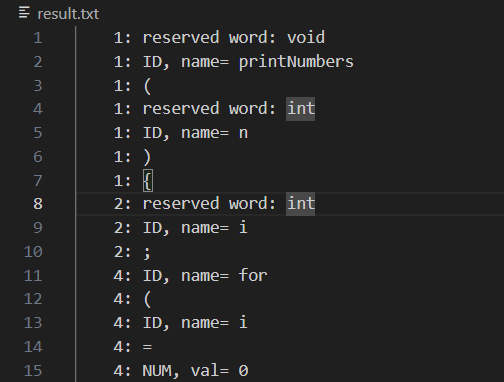 result.txt
1 1: reserved word: void
2 1: ID, name= printNumbers
3 1: (
4 1: reserved word: int
5 1: ID, name= n
6 1: )
7 1: {
8 2: reserved word: int
9 2: ID, name= i
10 2: ;
11 4: ID, name= for
12 4: (
13 4: ID, name= i
14 4: =
15 4: NUM, val= 0